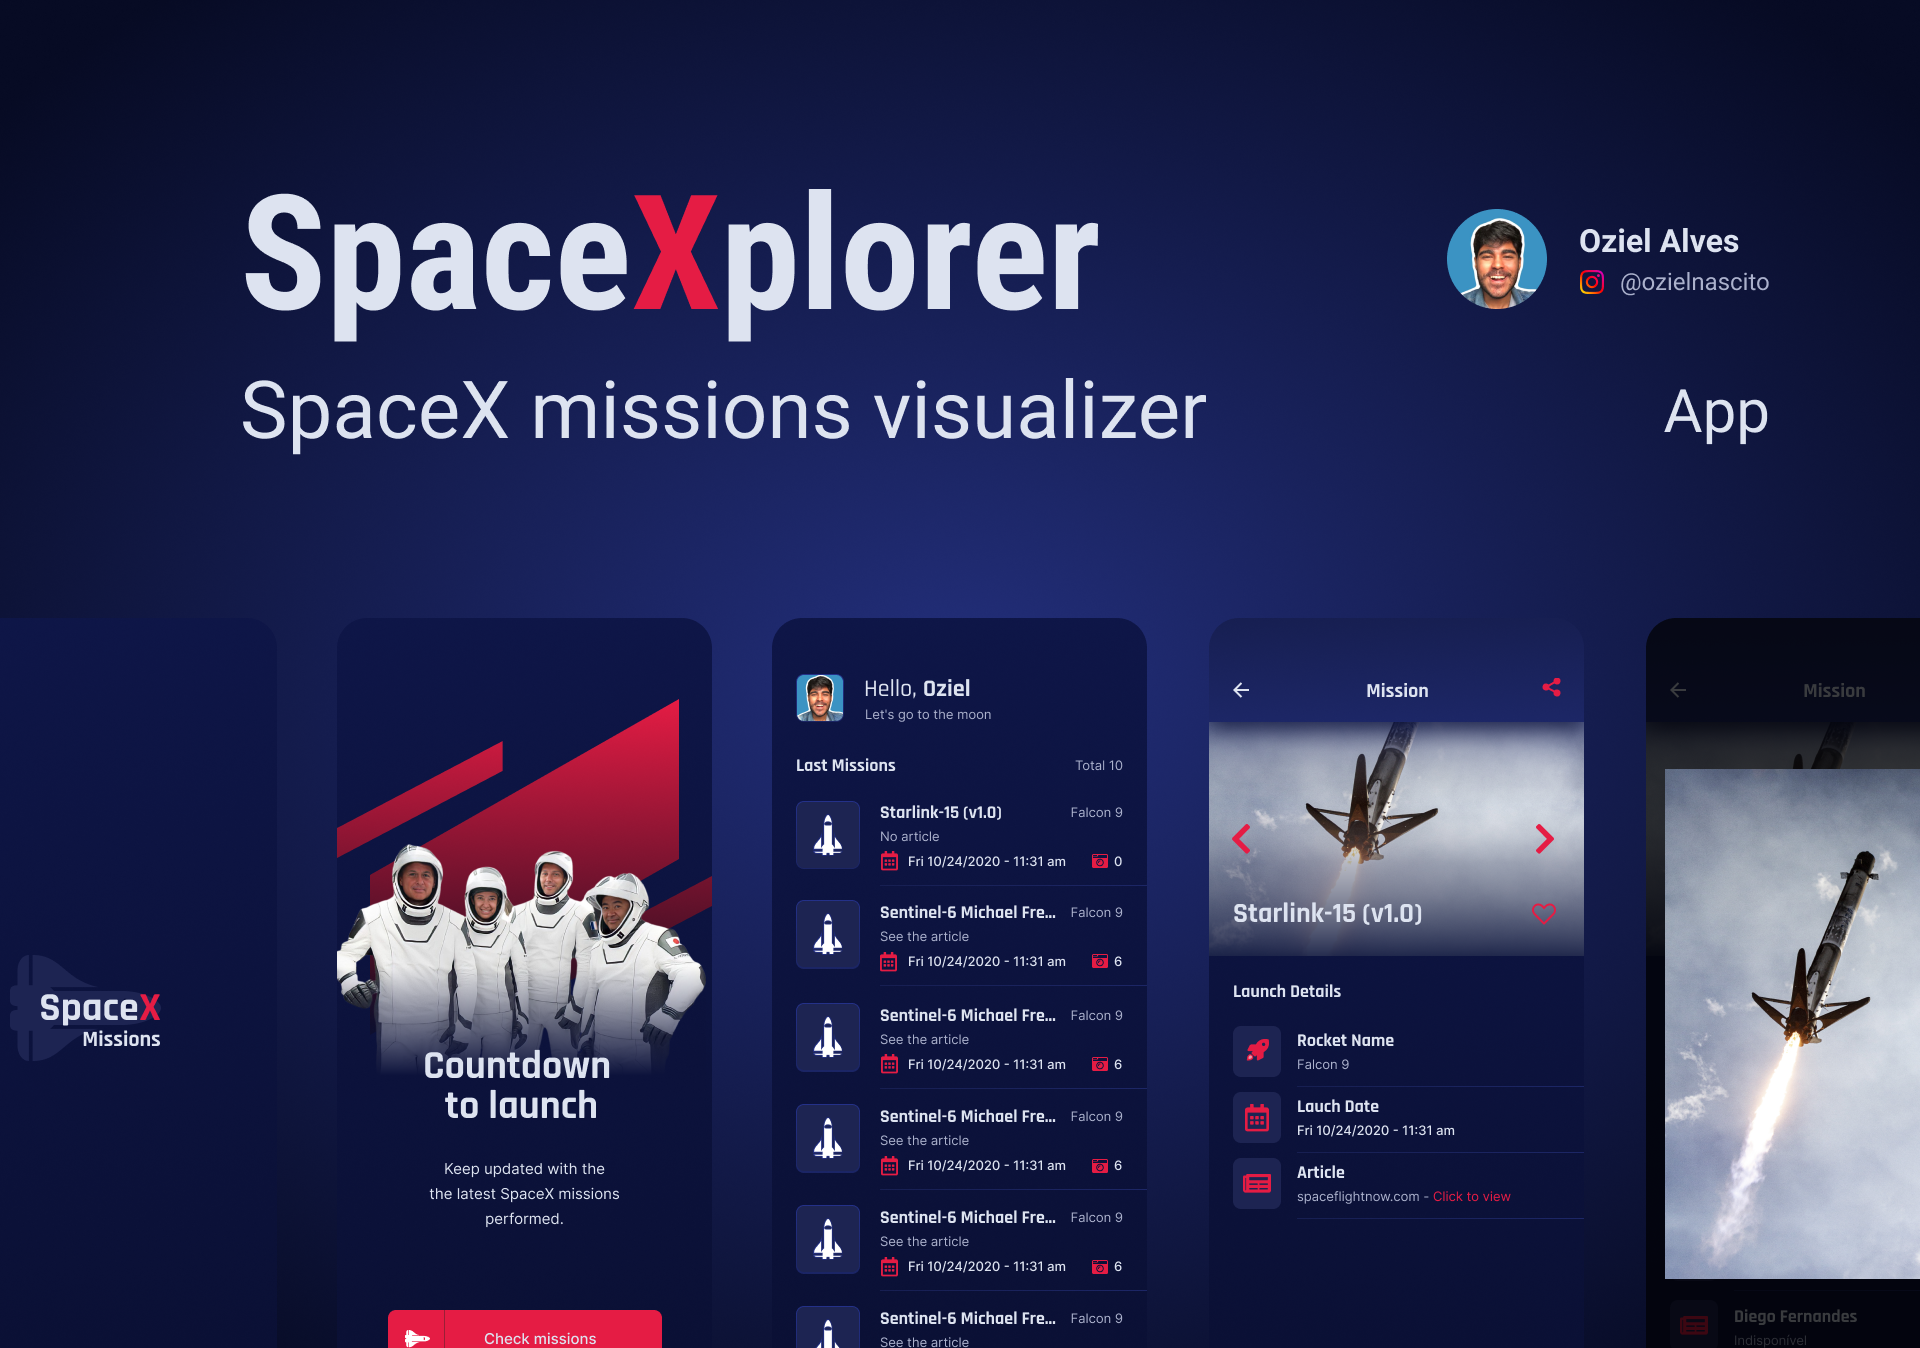 SpaceXplorer
SpaceX missions visualizer
Oziel Alves
@ozielnascito
App
SpaceX
Missions
Countdown
to launch
Keep updated with the
the latest SpaceX missions
performed.
Check missions
Hello, Oziel
Let's go to the moon
Last Missions
Total 10
Starlink-15 (v1.0)
Falcon 9
No article
Fri 10/24/2020 - 11:31 am
0
Sentinel-6 Michael Fre...
Falcon 9
See the article
Fri 10/24/2020 - 11:31 am
6
Sentinel-6 Michael Fre...
Falcon 9
See the article
Fri 10/24/2020 - 11:31 am
6
Sentinel-6 Michael Fre...
Falcon 9
See the article
Fri 10/24/2020 - 11:31 am
6
Sentinel-6 Michael Fre...
Falcon 9
See the article
Fri 10/24/2020 - 11:31 am
6
Sentinel-6 Michael Fre...
Falcon 9
See the article
Mission
Starlink-15 (v1.0)
Launch Details
Rocket Name
Falcon 9
Lauch Date
Fri 10/24/2020 - 11:31 am
Article
spaceflightnow.com - Click to view
Mission
Diego Fernandes
Indisponível